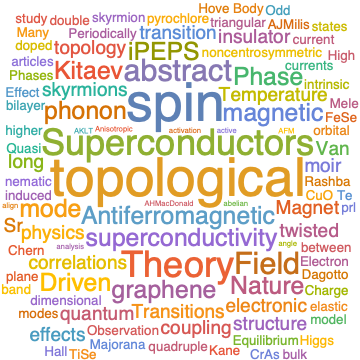 Hove Body Odd
study double skyrmion pyrochlore AJMilis
Many Periodically triangular states
doped transition insulator current
articles topology iPEPS noncentrosymmetric High
Phases Kitaev abstract Phase currents intrinsic
Effect skyrmions Temperature Mele
bilayer phonon spin magnetic FeSe
higher AKLT Anisotropic activation active AFM orbital
Quasi Superconductors Van
long moir
nematic topological Rashba
induced CuO Te
align mode AHMacDonald abelian Magnet prl
Sr Antiferromagnetic between
physics superconductivity twisted
Chern analysis angle Electron
plane correlations Theory Field Dagotto
band Driven Nature Charge
dimensional graphene electronic elastic
modes quantum Transitions structure model
effects Observation coupling Equilibrium Higgs
Hall Majorana quadruple Kane CrAs bulk
TiSe